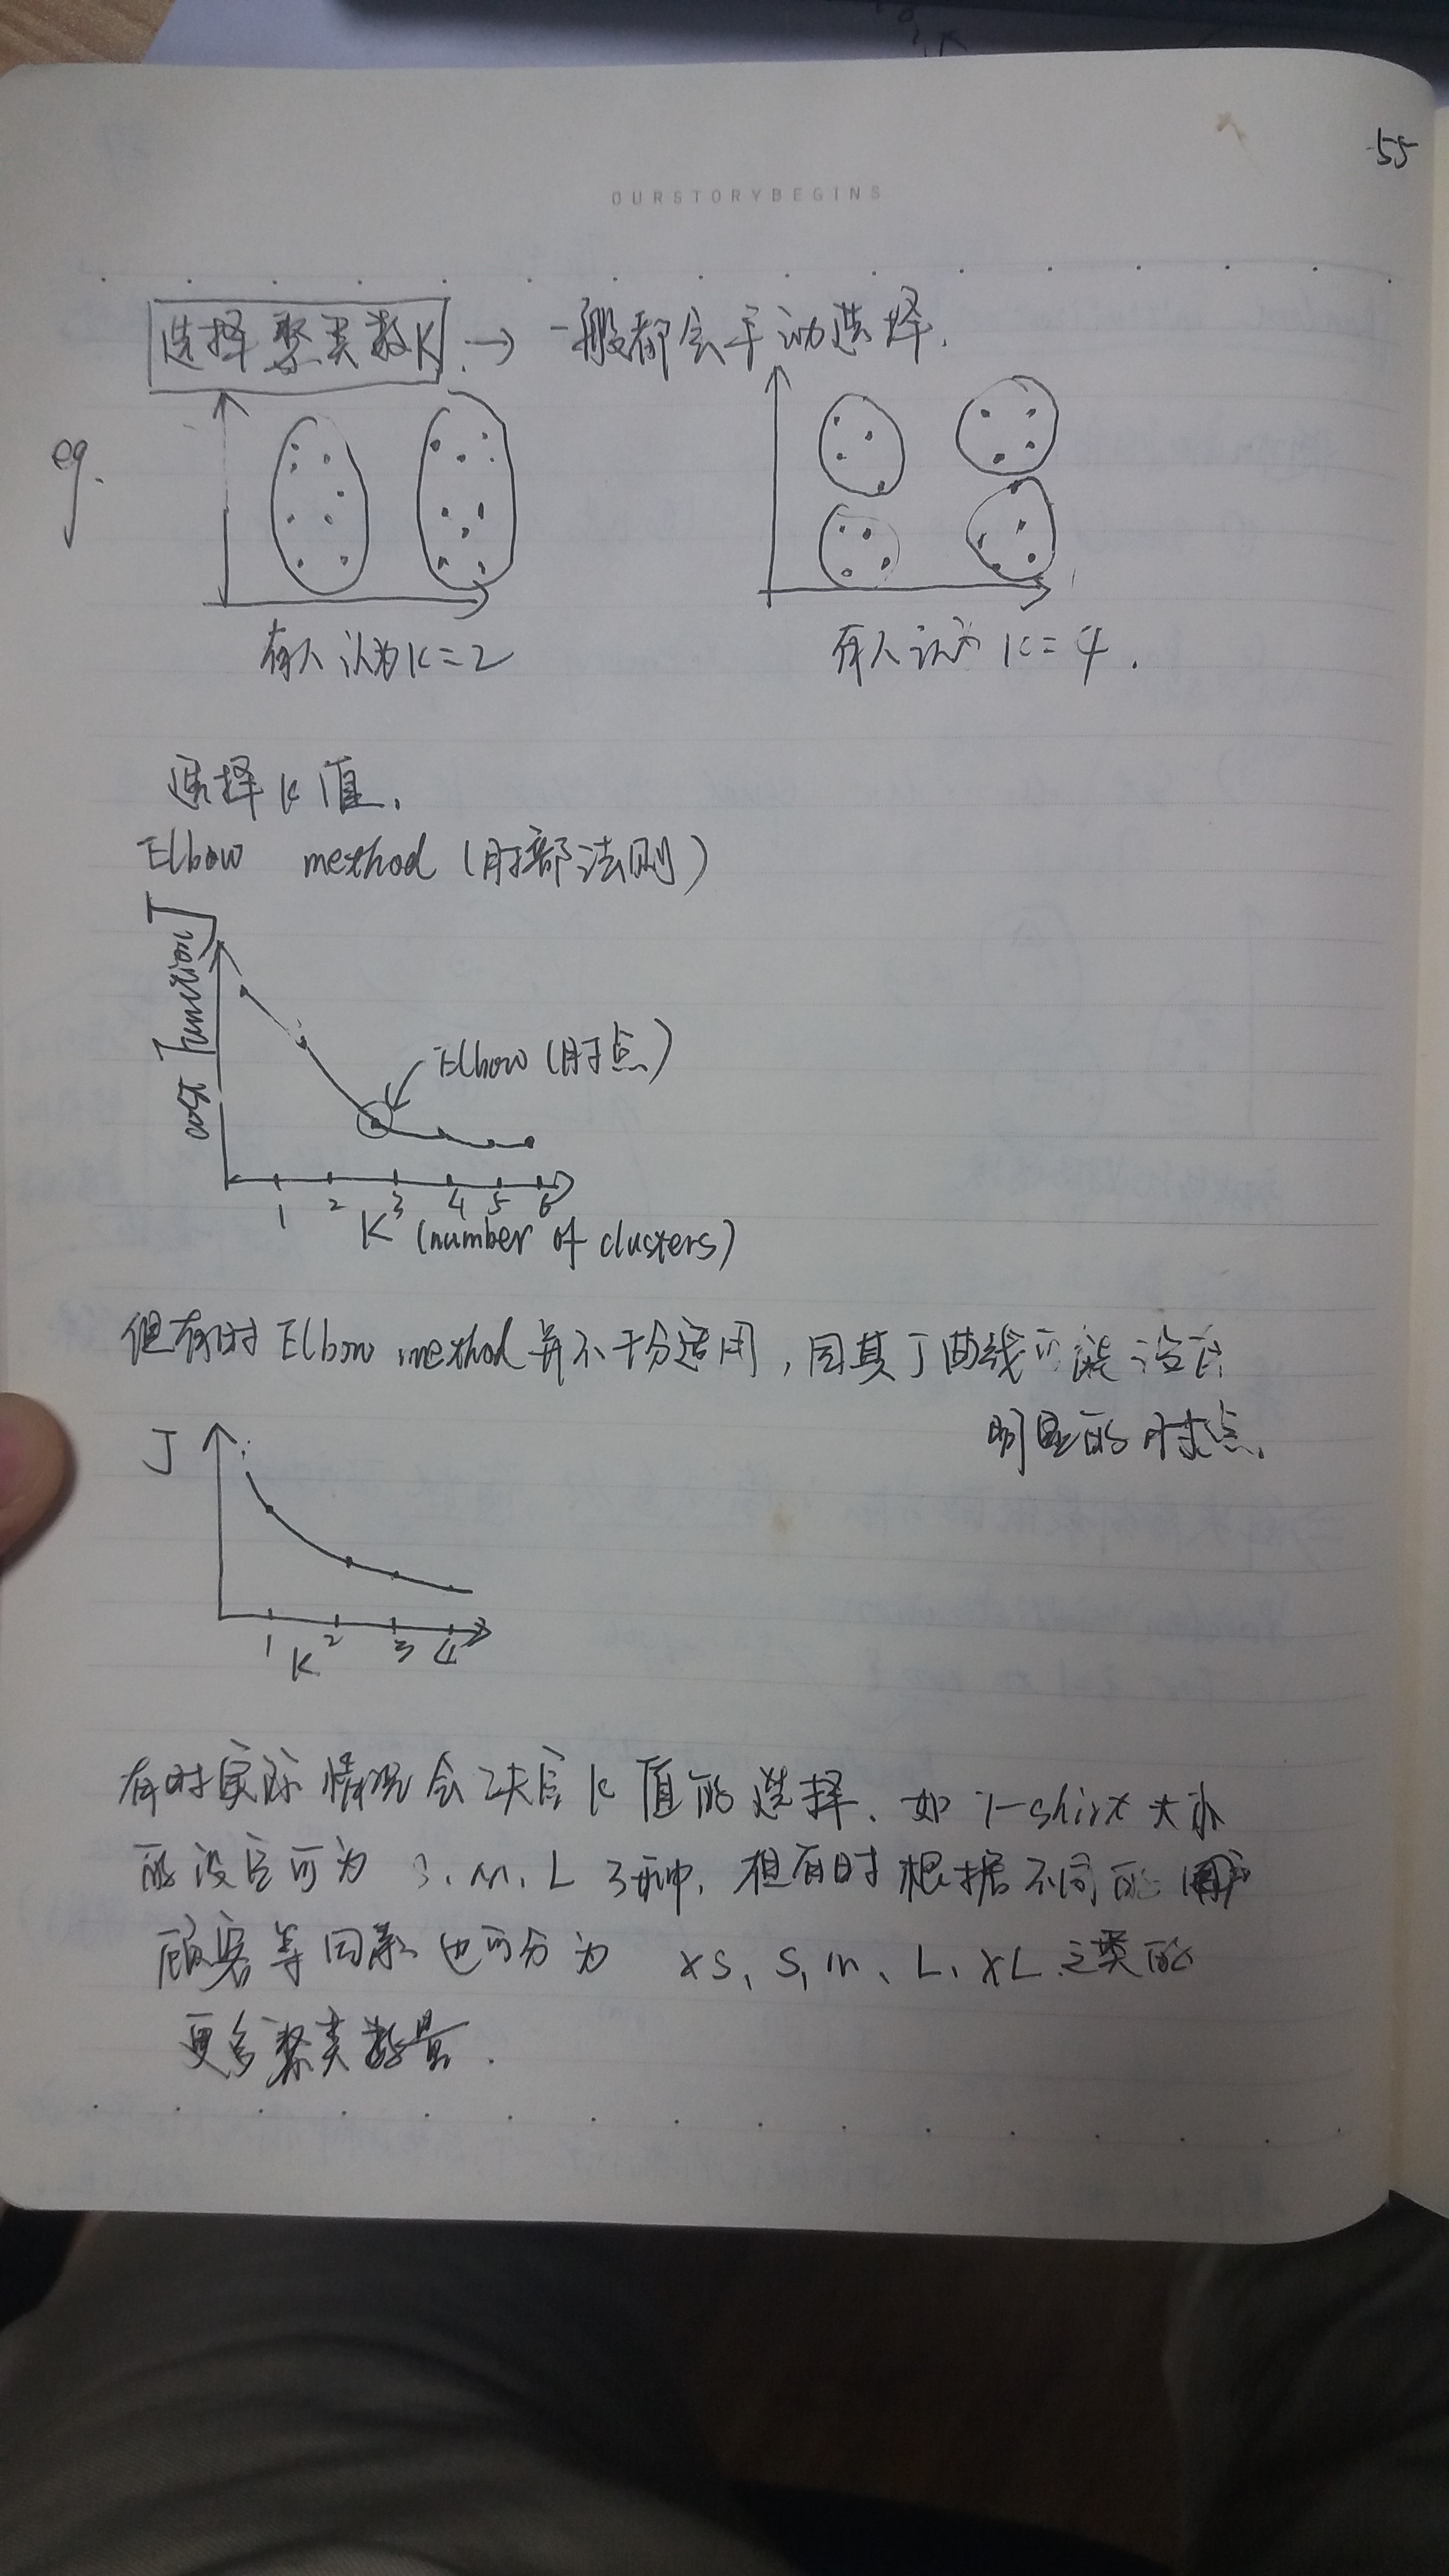 55
OURSTORYBEGINS
选择聚类数K → 一般都会手动选择.
eg.
有人认为K=2
有人认为K=4.
选择K值.
Elbow method (肘部法则)
cost function J
Elbow (肘点)
1 2 3 4 5 6
K (number of clusters)
但有时Elbow method并不十分适用,因其J曲线可能没有
明显的肘点.
J
1 2 3 4
K
有时实际情况会决定K值的选择、如T-shirt大小
的设定可为S、M、L 3种,但有时根据不同的
顾客等因素也可分为 XS、S、M、L、XL之类的
更多聚类数量.